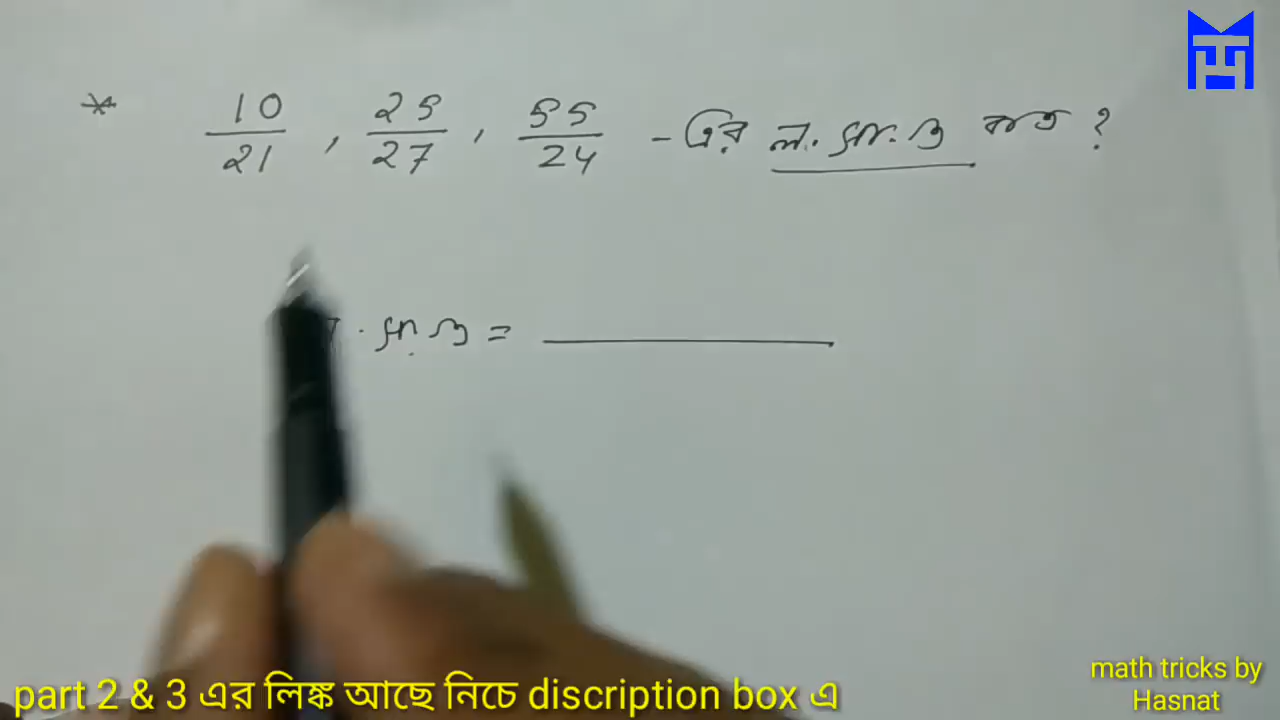 * 10/21 , 25/27 , 55/24 - এর ল. সা. গু কত ?
. সা. গু =
part 2 & 3 এর লিঙ্ক আছে নিচে discription box এ
math tricks by
Hasnat